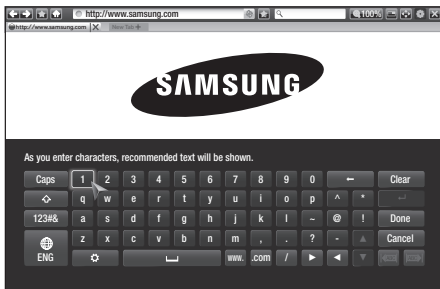 http://www.samsung.com 100%
http://www.samsung.com New Tab
SAMSUNG
As you enter characters, recommended text will be shown.
Caps 1 2 3 4 5 6 7 8 9 0 ← Clear
q w e r t y u i o p ^ *
123#& a s d f g h j k l ~ @ ! Done
z x c v b n m , . ? - Cancel
ENG www. .com /